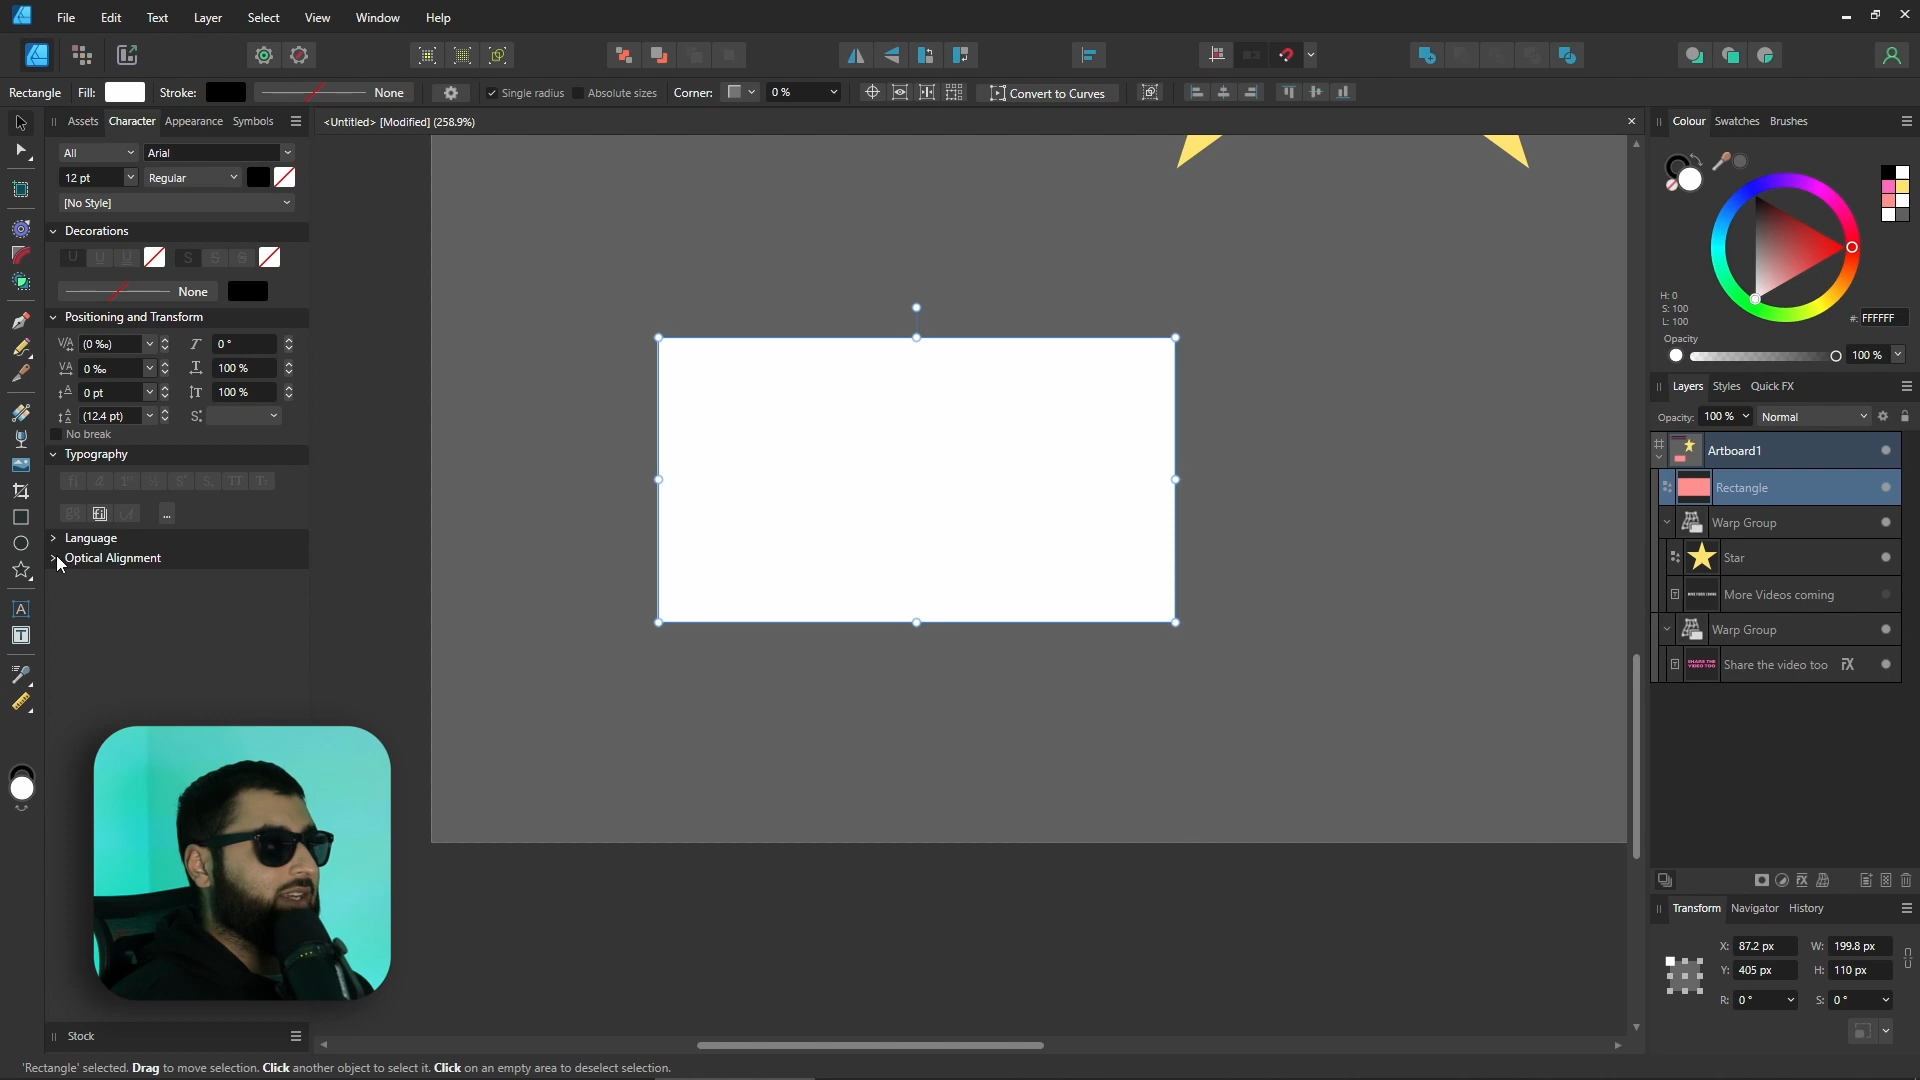 File Edit Text Layer Select View Window Help
Rectangle Fill: Stroke: None Single radius Absolute sizes Corner: 0 % Convert to Curves
Assets Character Appearance Symbols
<Untitled> [Modified] (258.9%)
All Arial
12 pt Regular
[No Style]
Decorations
U U U S S S
None
Positioning and Transform
V/A (0 ‰) T 0 °
VA 0 ‰ T 100 %
0 pt 100 %
(12.4 pt) S:
No break
Typography
Language
Optical Alignment
Stock
'Rectangle' selected. Drag to move selection. Click another object to select it. Click on an empty area to deselect selection.
Colour Swatches Brushes
H: 0
S: 100
L: 100
#: FFFFFF
Opacity
100 %
Layers Styles Quick FX
Opacity: 100 % Normal
Artboard1
Rectangle
Warp Group
Star
More Videos coming
Warp Group
SHARE THE VIDEO TOO
Share the video too FX
Transform Navigator History
X: 87.2 px W: 199.8 px
Y: 405 px H: 110 px
R: 0 ° S: 0 °